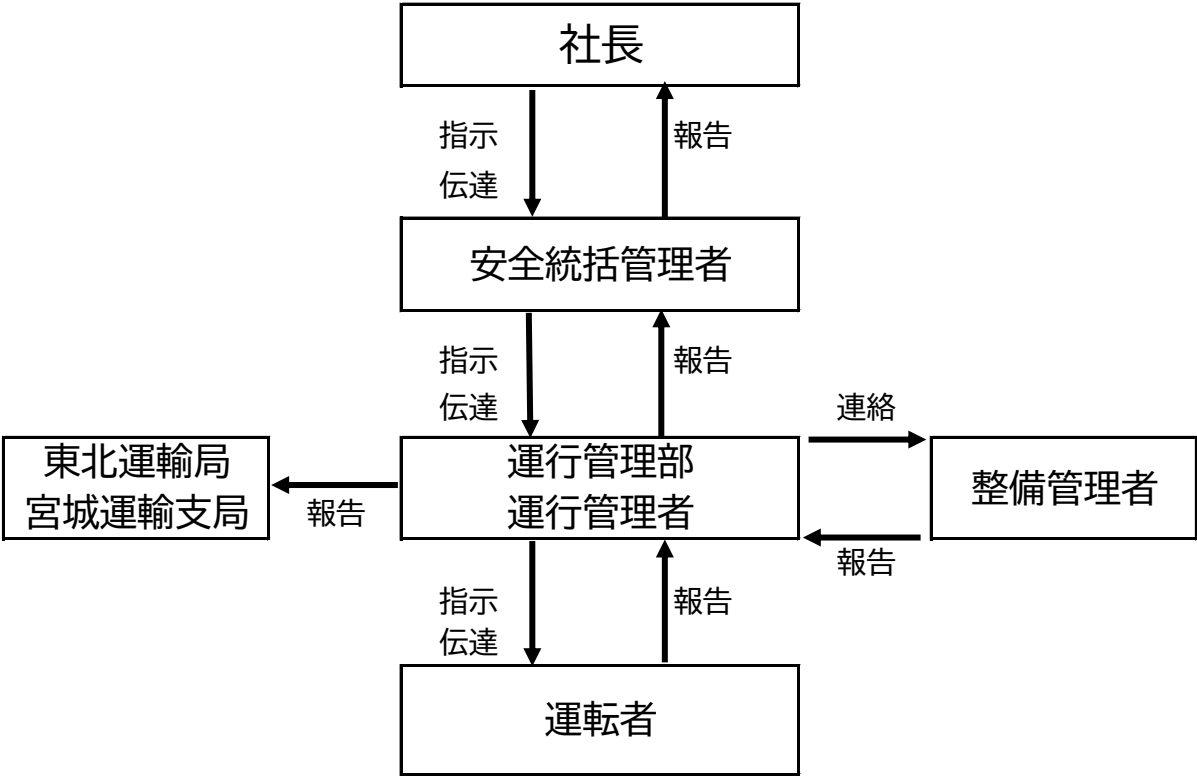 社長
指示
伝達
報告
安全統括管理者
指示
伝達
報告
連絡
東北運輸局
宮城運輸支局
報告
運行管理部
運行管理者
整備管理者
報告
指示
伝達
報告
運転者